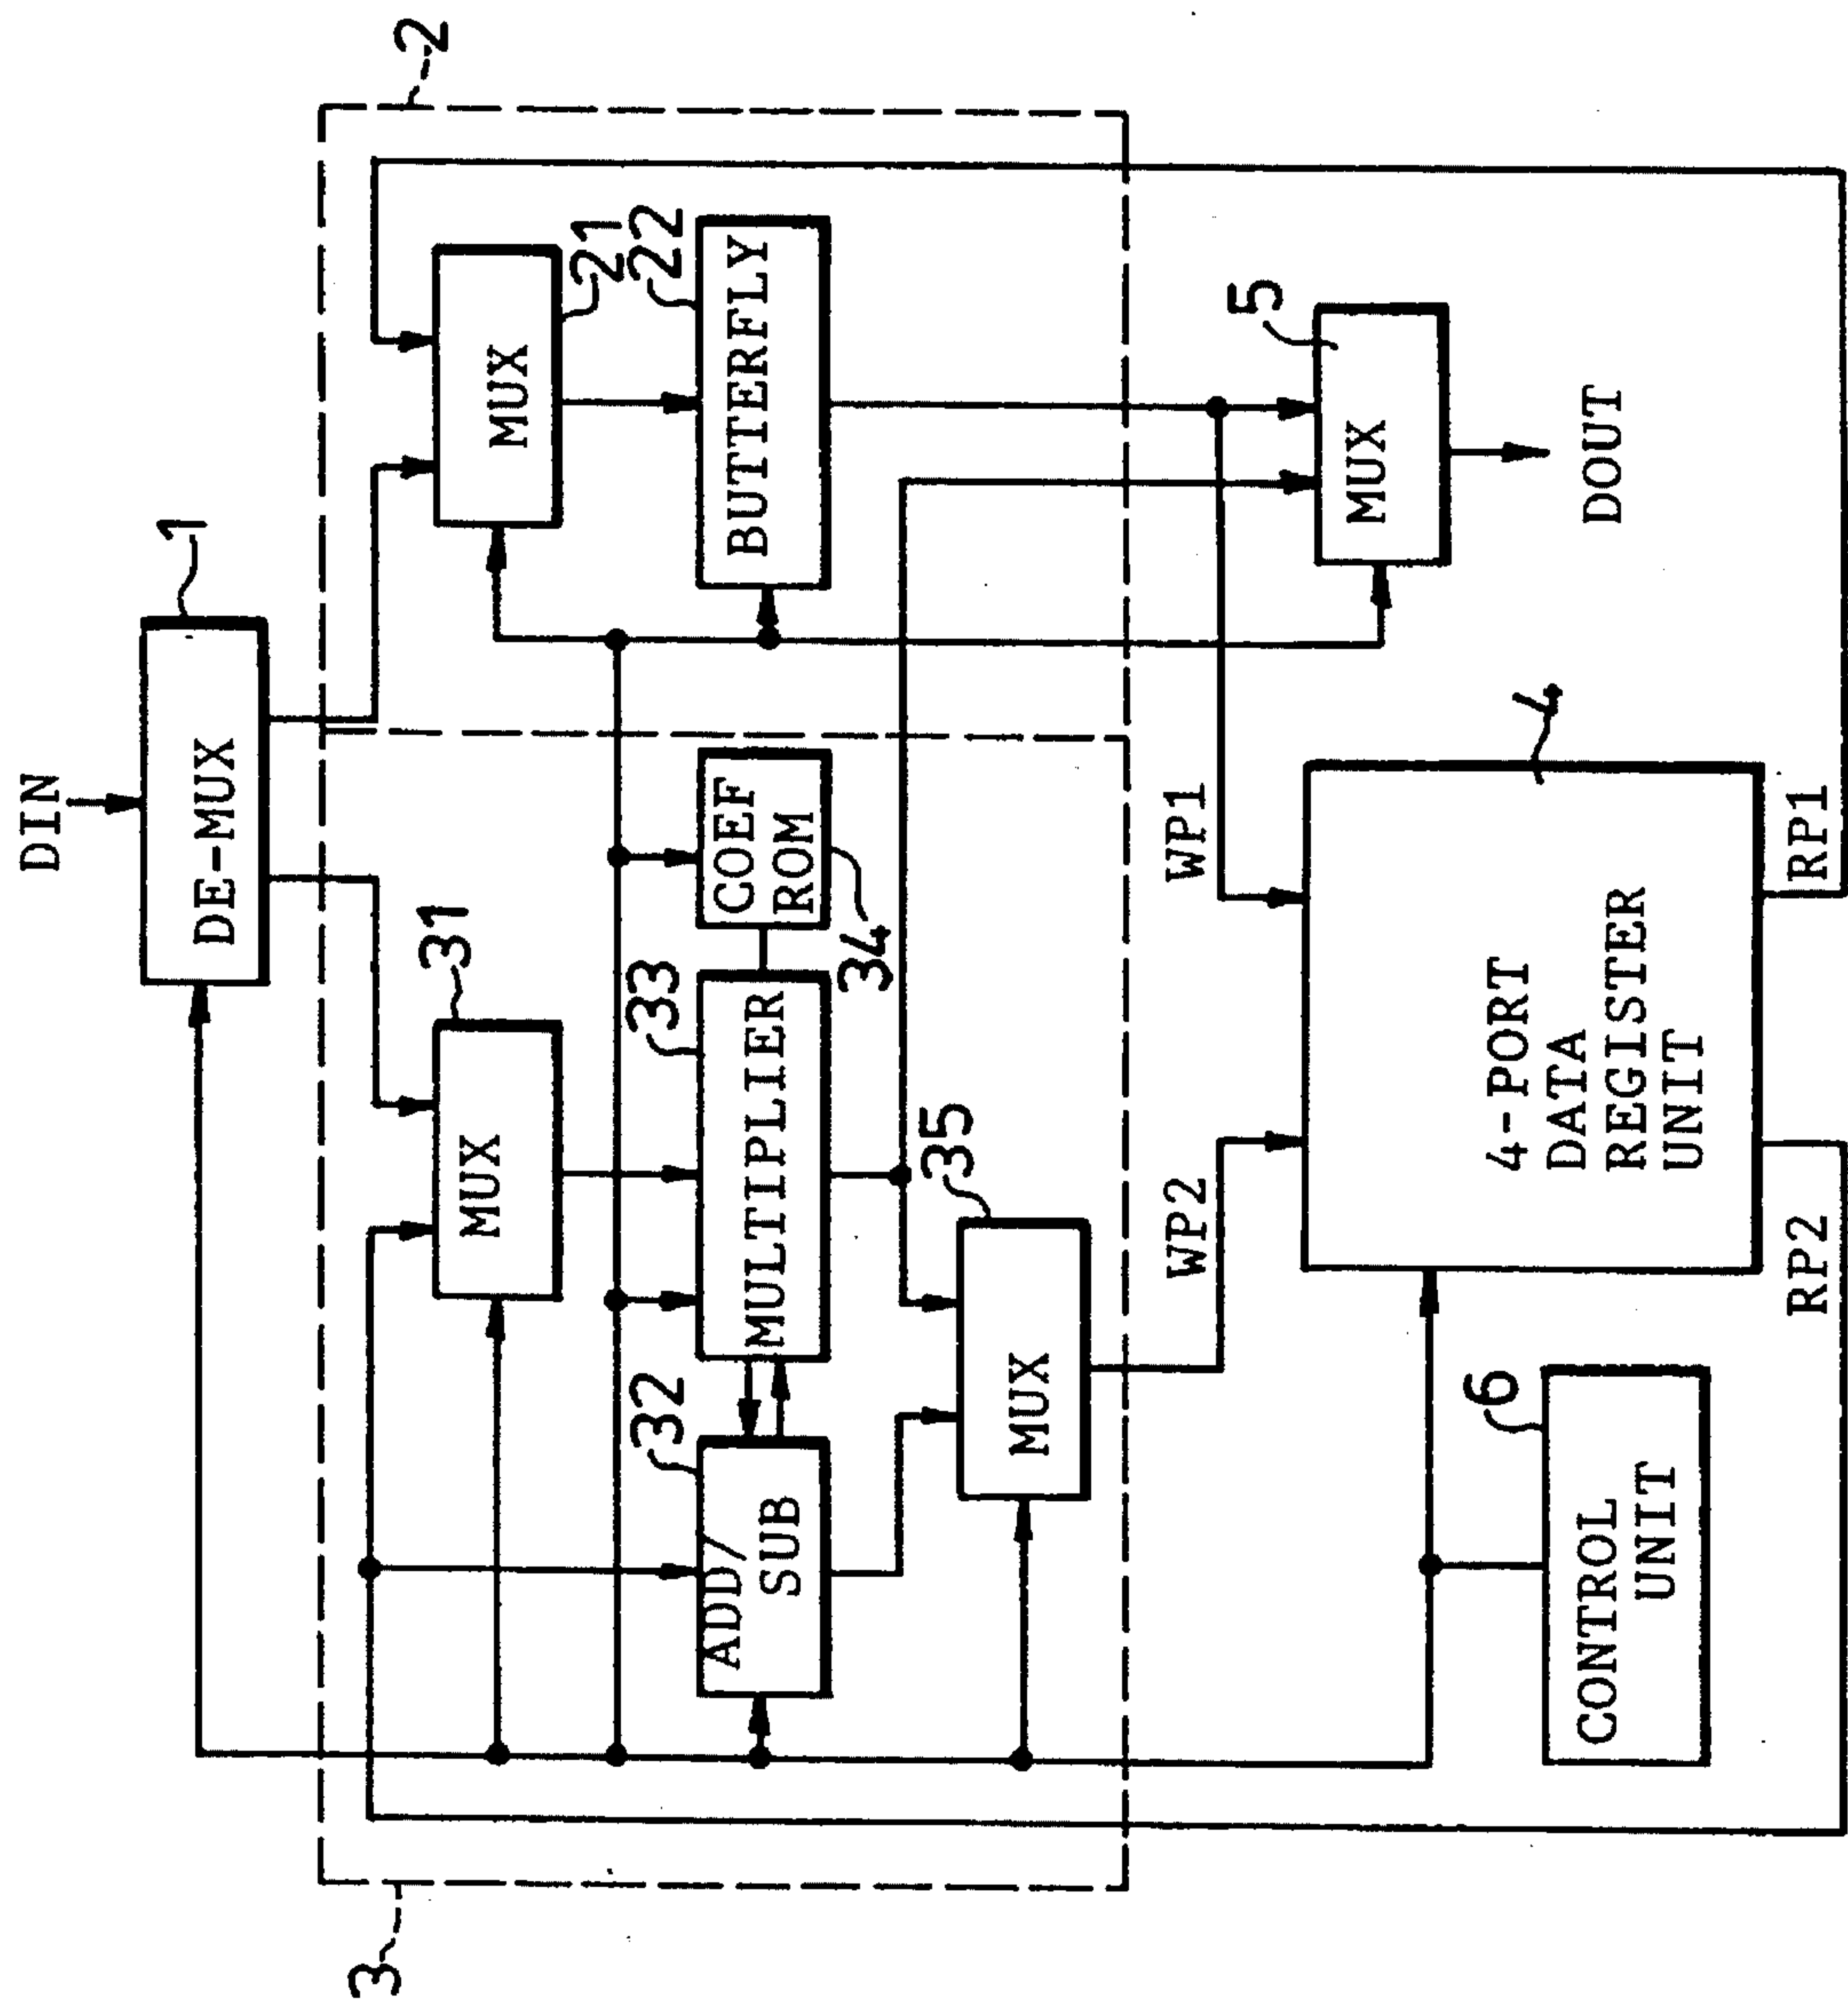 DIN
1
DE-MUX
2
3
31
MUX
MUX
21
32
33
22
ADD/
SUB
MULTIPLIER
COEF
ROM
BUTTERFLY
34
35
MUX
WP2
WP1
5
MUX
DOUT
4
4-PORT
DATA
REGISTER
UNIT
6
CONTROL
UNIT
RP2
RP1